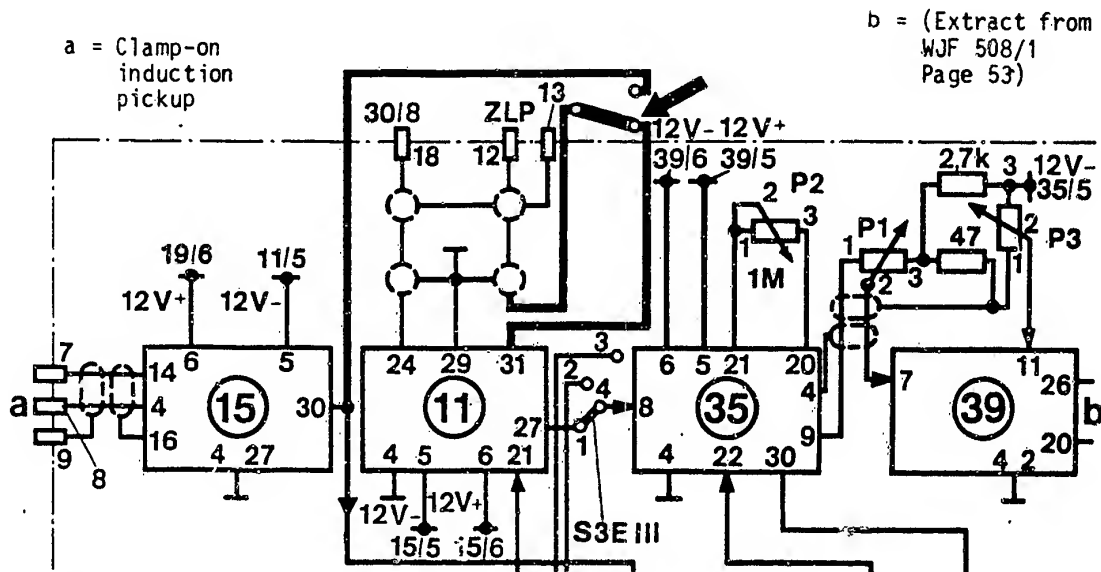 a = Clamp-on
induction
pickup
b = (Extract from
WJF 508/1
Page 53)
30/8
ZLP
13
18
12
12V- 12V+
39/6 39/5
2,7k
3
12V-
35/5
2
P2
3
1
1M
P1
1
3
2
47
2
1
P3
19/6
11/5
12V+
12V-
7
a
9
8
6
5
14
4
16
15
30
4 27
24
29
31
11
27
4
5
6
21
12V-
12V+
15/5
15/6
3
2
4
1
S3E III
6
5
21
20
8
35
4
9
4
22
30
7
11
39
26
20
4
2
b